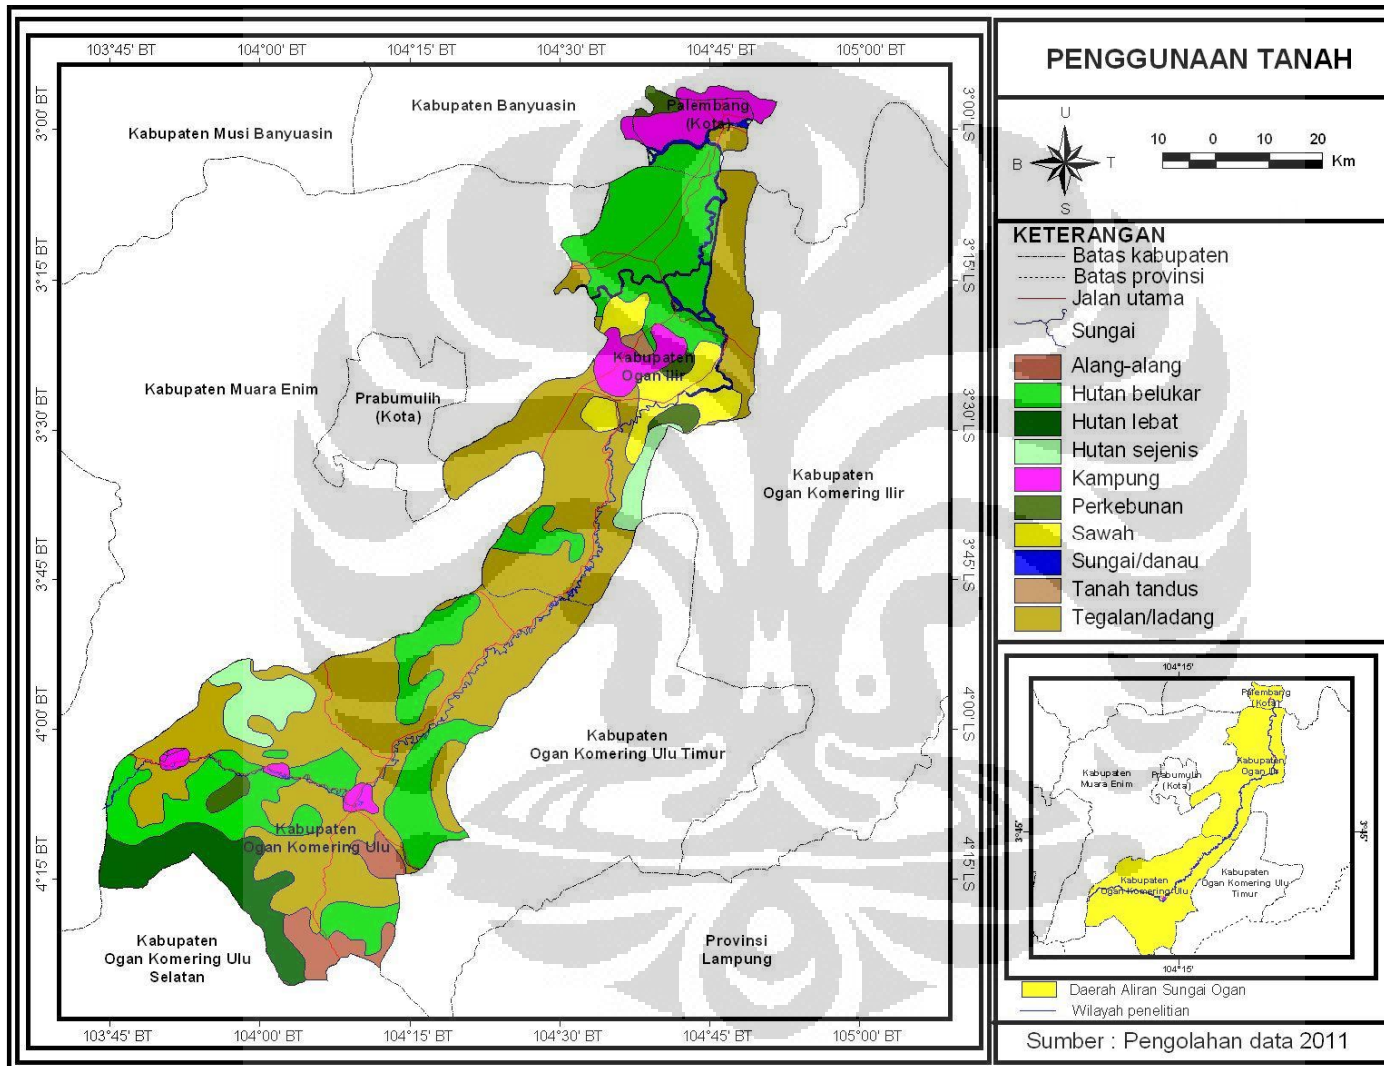 103°45' BT
104°00' BT
104°15' BT
104°30' BT
104°45' BT
105°00' BT
3°00' BT
3°15' BT
3°30' BT
3°45' BT
4°00' BT
4°15' BT
Kabupaten Musi Banyuasin
Kabupaten Banyuasin
Palembang
(Kota)
Kabupaten Muara Enim
Prabumulih
(Kota)
Kabupaten
Ogan Ilir
Kabupaten
Ogan Komering Ilir
Kabupaten
Ogan Komering Ulu Timur
Kabupaten
Ogan Komering Ulu
Kabupaten
Ogan Komering Ulu
Selatan
Provinsi
Lampung
3°00' LS
3°15' LS
3°30' LS
3°45' LS
4°00' LS
4°15' LS
103°45' BT
104°00' BT
104°15' BT
104°30' BT
104°45' BT
105°00' BT
PENGGUNAAN TANAH
U
B
T
S
10 0 10 20
Km
KETERANGAN
Batas kabupaten
Batas provinsi
Jalan utama
Sungai
Alang-alang
Hutan belukar
Hutan lebat
Hutan sejenis
Kampung
Perkebunan
Sawah
Sungai/danau
Tanah tandus
Tegalan/ladang
104°15'
Palembang
(Kota)
Kabupaten
Muara Enim
Prabumulih
(Kota)
Kabupaten
Ogan Ilir
3°45'
3°45'
Kabupaten
Ogan Komering Ulu
Kabupaten
Ogan Komering Ulu
Timur
104°15'
Daerah Aliran Sungai Ogan
Wilayah penelitian
Sumber : Pengolahan data 2011